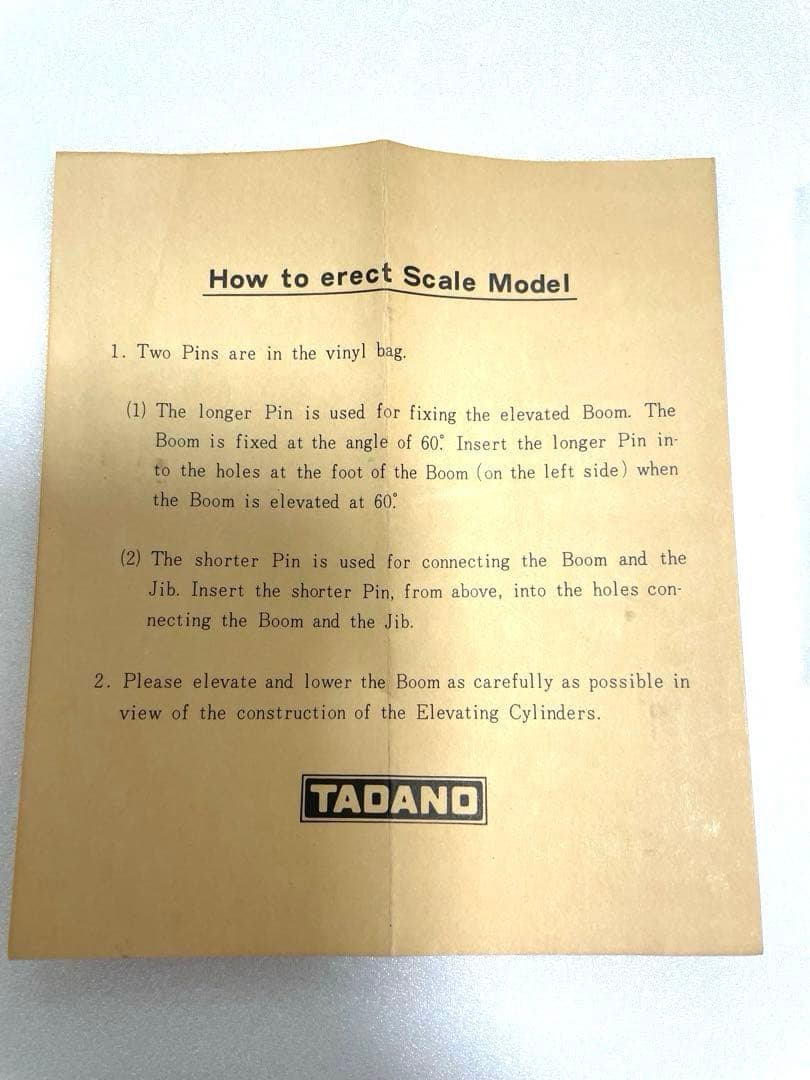 How to erect Scale Model
1. Two Pins are in the vinyl bag.
(1) The longer Pin is used for fixing the elevated Boom. The
Boom is fixed at the angle of 60°. Insert the longer Pin in-
to the holes at the foot of the Boom (on the left side) when
the Boom is elevated at 60°.
(2) The shorter Pin is used for connecting the Boom and the
Jib. Insert the shorter Pin, from above, into the holes con-
necting the Boom and the Jib.
2. Please elevate and lower the Boom as carefully as possible in
view of the construction of the Elevating Cylinders.
TADANO